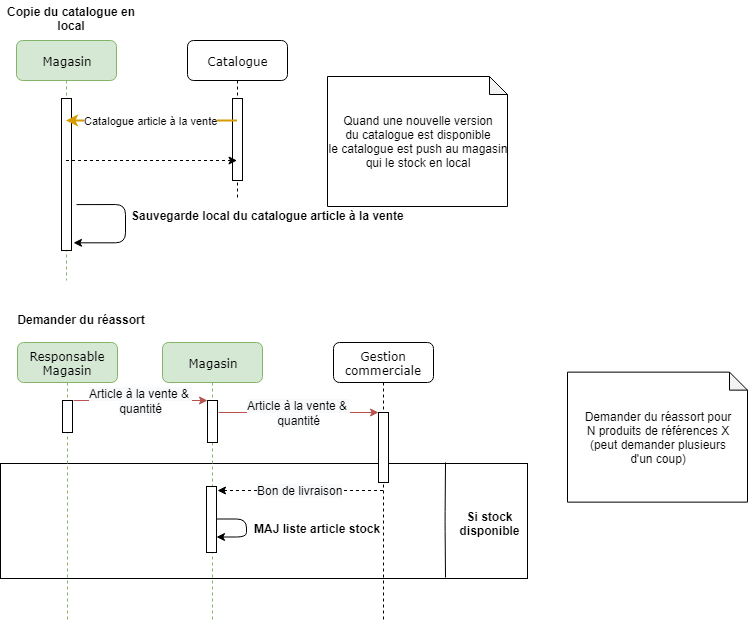 Copie du catalogue en
local
Magasin
Catalogue
Catalogue article à la vente
Quand une nouvelle version
du catalogue est disponible
le catalogue est push au magasin
qui le stock en local
Sauvegarde local du catalogue article à la vente
Demander du réassort
Responsable
Magasin
Magasin
Gestion
commerciale
Article à la vente &
quantité
Article à la vente &
quantité
Demander du réassort pour
N produits de références X
(peut demander plusieurs
d'un coup)
Bon de livraison
MAJ liste article stock
Si stock
disponible